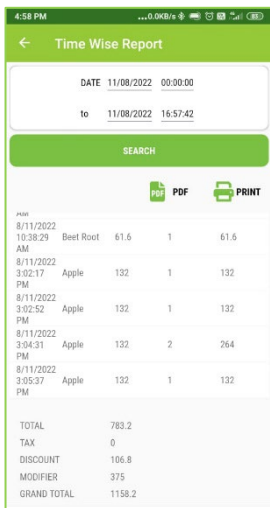 4:58 PM ...0.0KB/s
Time Wise Report
DATE 11/08/2022 00:00:00
to 11/08/2022 16:57:42
SEARCH
PDF PDF PRINT
AM
8/11/2022 10:38:29 AM Beet Root 61.6 1 61.6
8/11/2022 3:02:17 PM Apple 132 1 132
8/11/2022 3:02:52 PM Apple 132 1 132
8/11/2022 3:04:31 PM Apple 132 2 264
8/11/2022 3:05:37 PM Apple 132 1 132
TOTAL 783.2
TAX 0
DISCOUNT 106.8
MODIFIER 375
GRAND TOTAL 1158.2